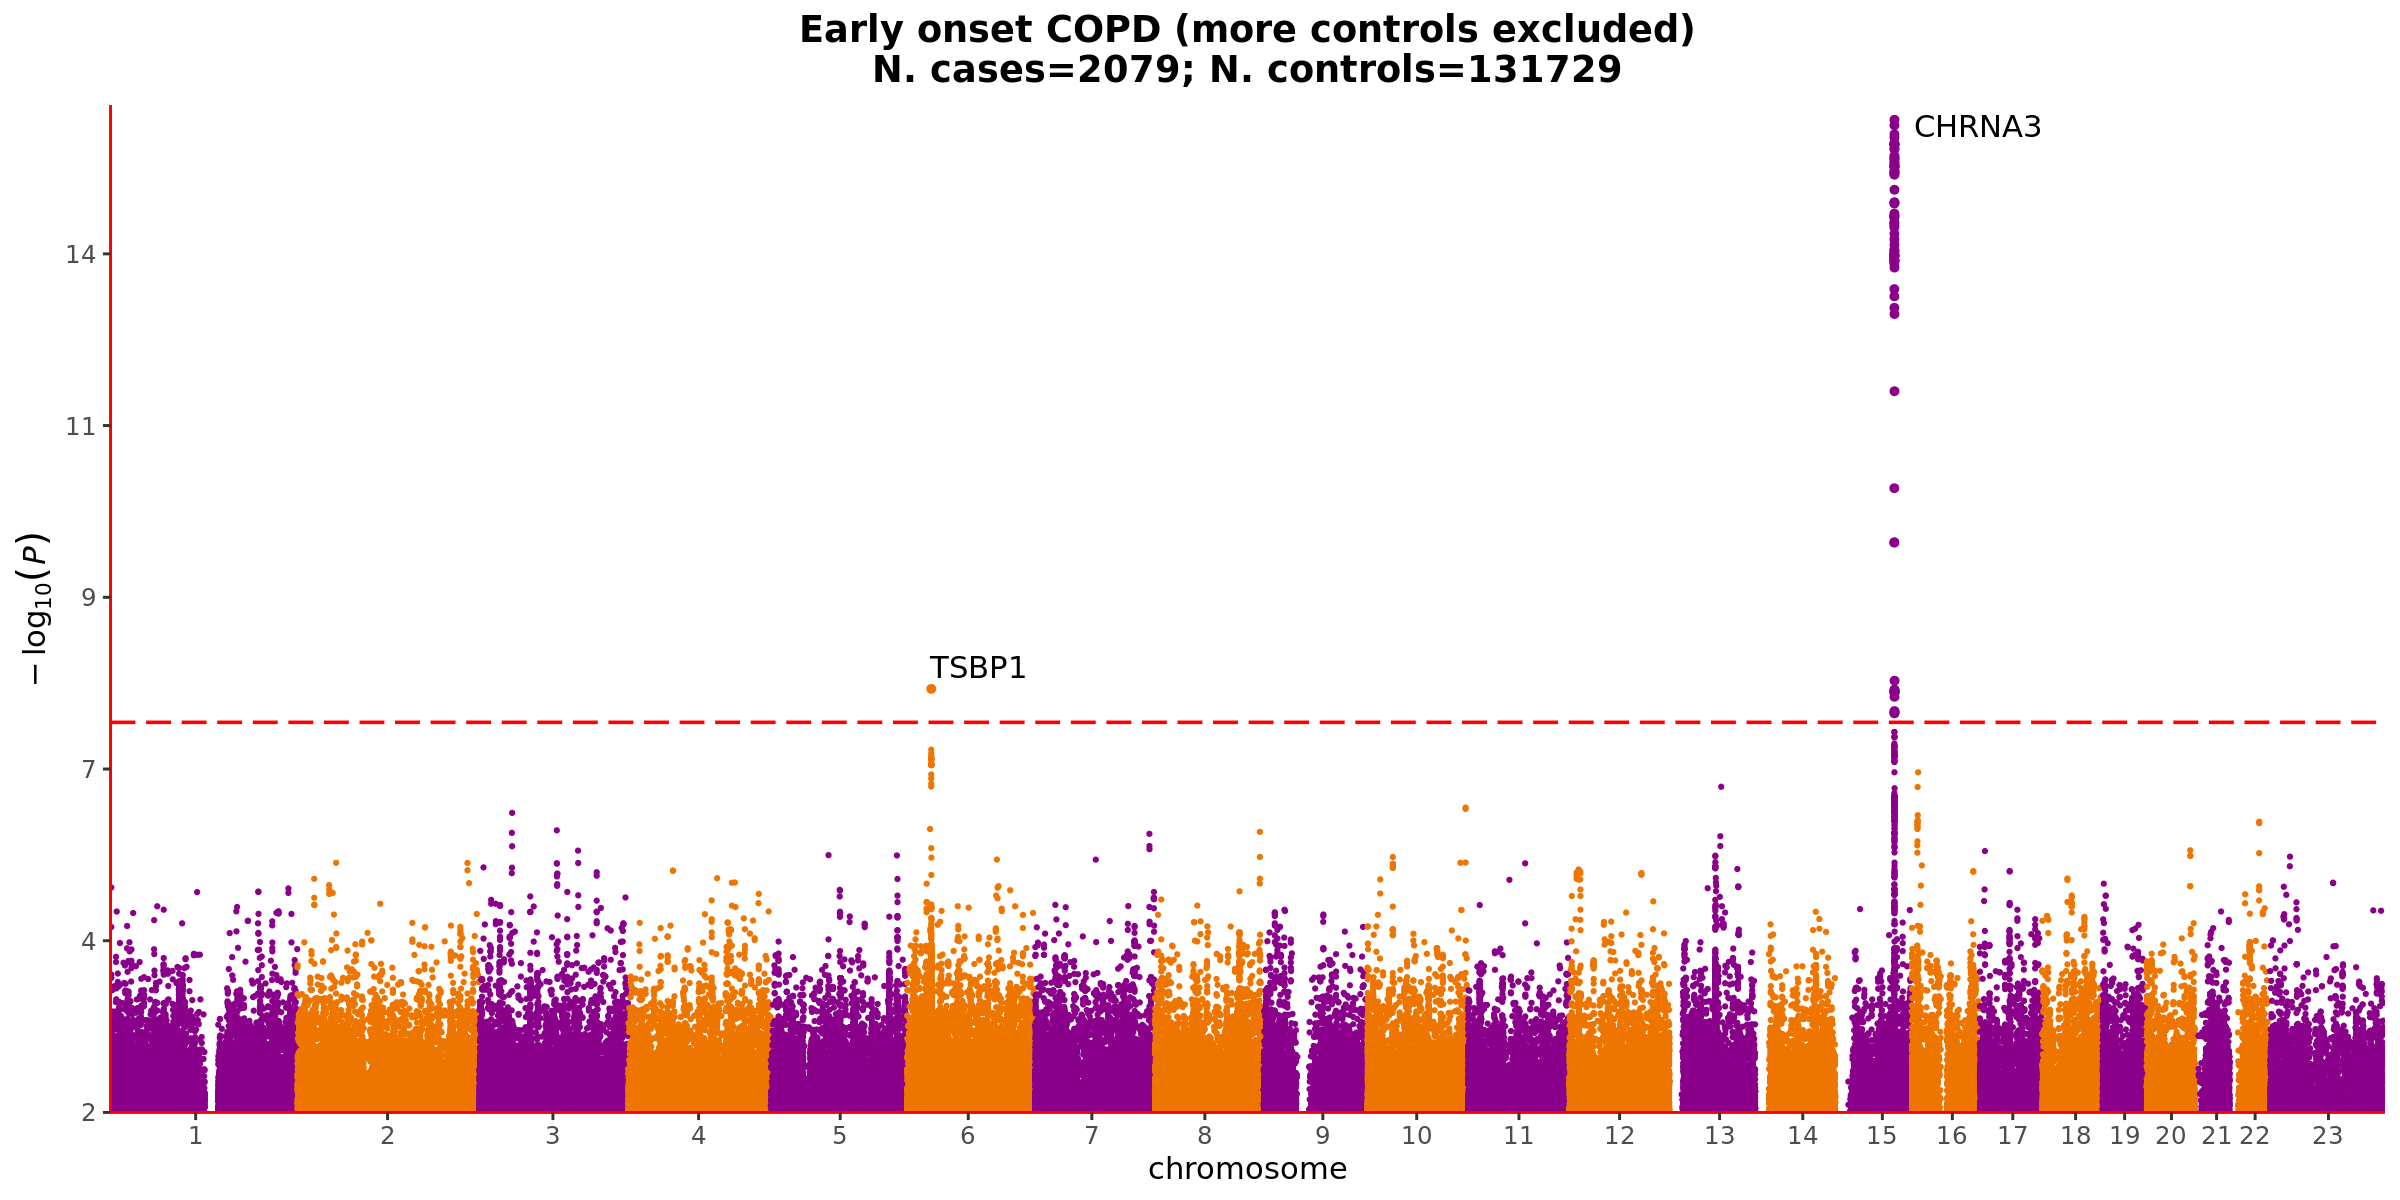 Early onset COPD (more controls excluded)
N. cases=2079; N. controls=131729
CHRNA3
14
11
9
TSBP1
7
4
2
− log10(P)
1 2 3 4 5 6 7 8 9 10 11 12 13 14 15 16 17 18 19 20 21 22 23
chromosome